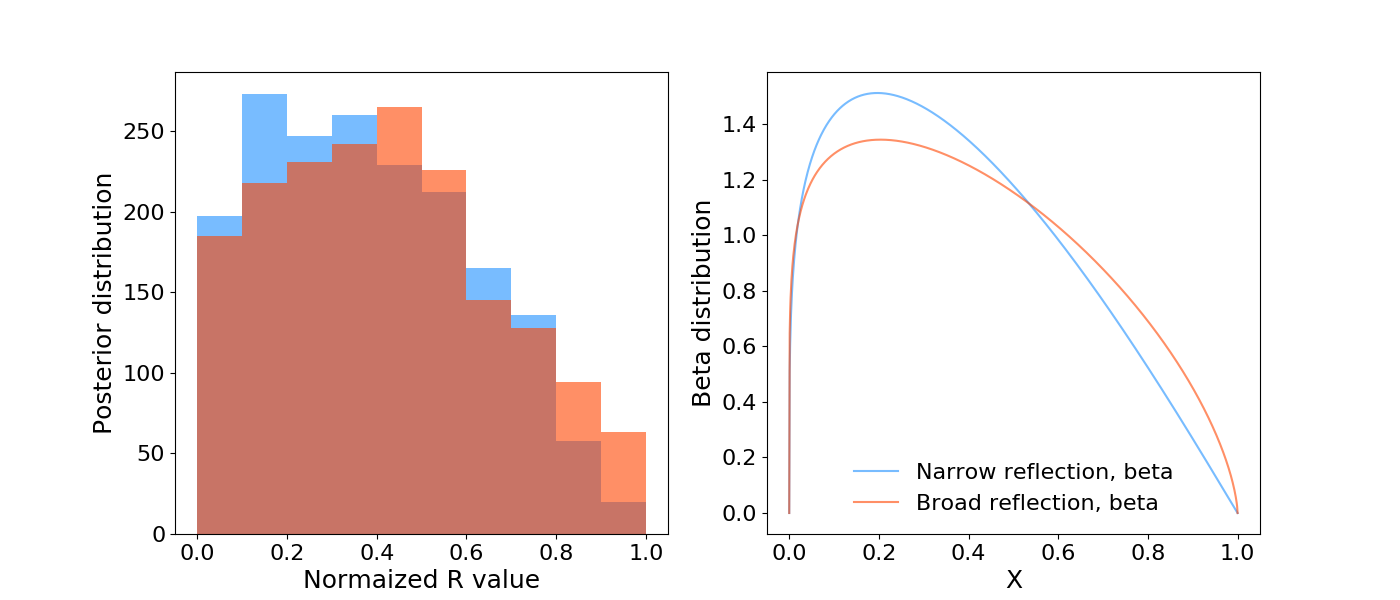 Posterior distribution
250
200
150
100
50
0
0.0 0.2 0.4 0.6 0.8 1.0
Normaized R value
Beta distribution
1.4
1.2
1.0
0.8
0.6
0.4
0.2
0.0
Narrow reflection, beta
Broad reflection, beta
0.0 0.2 0.4 0.6 0.8 1.0
X